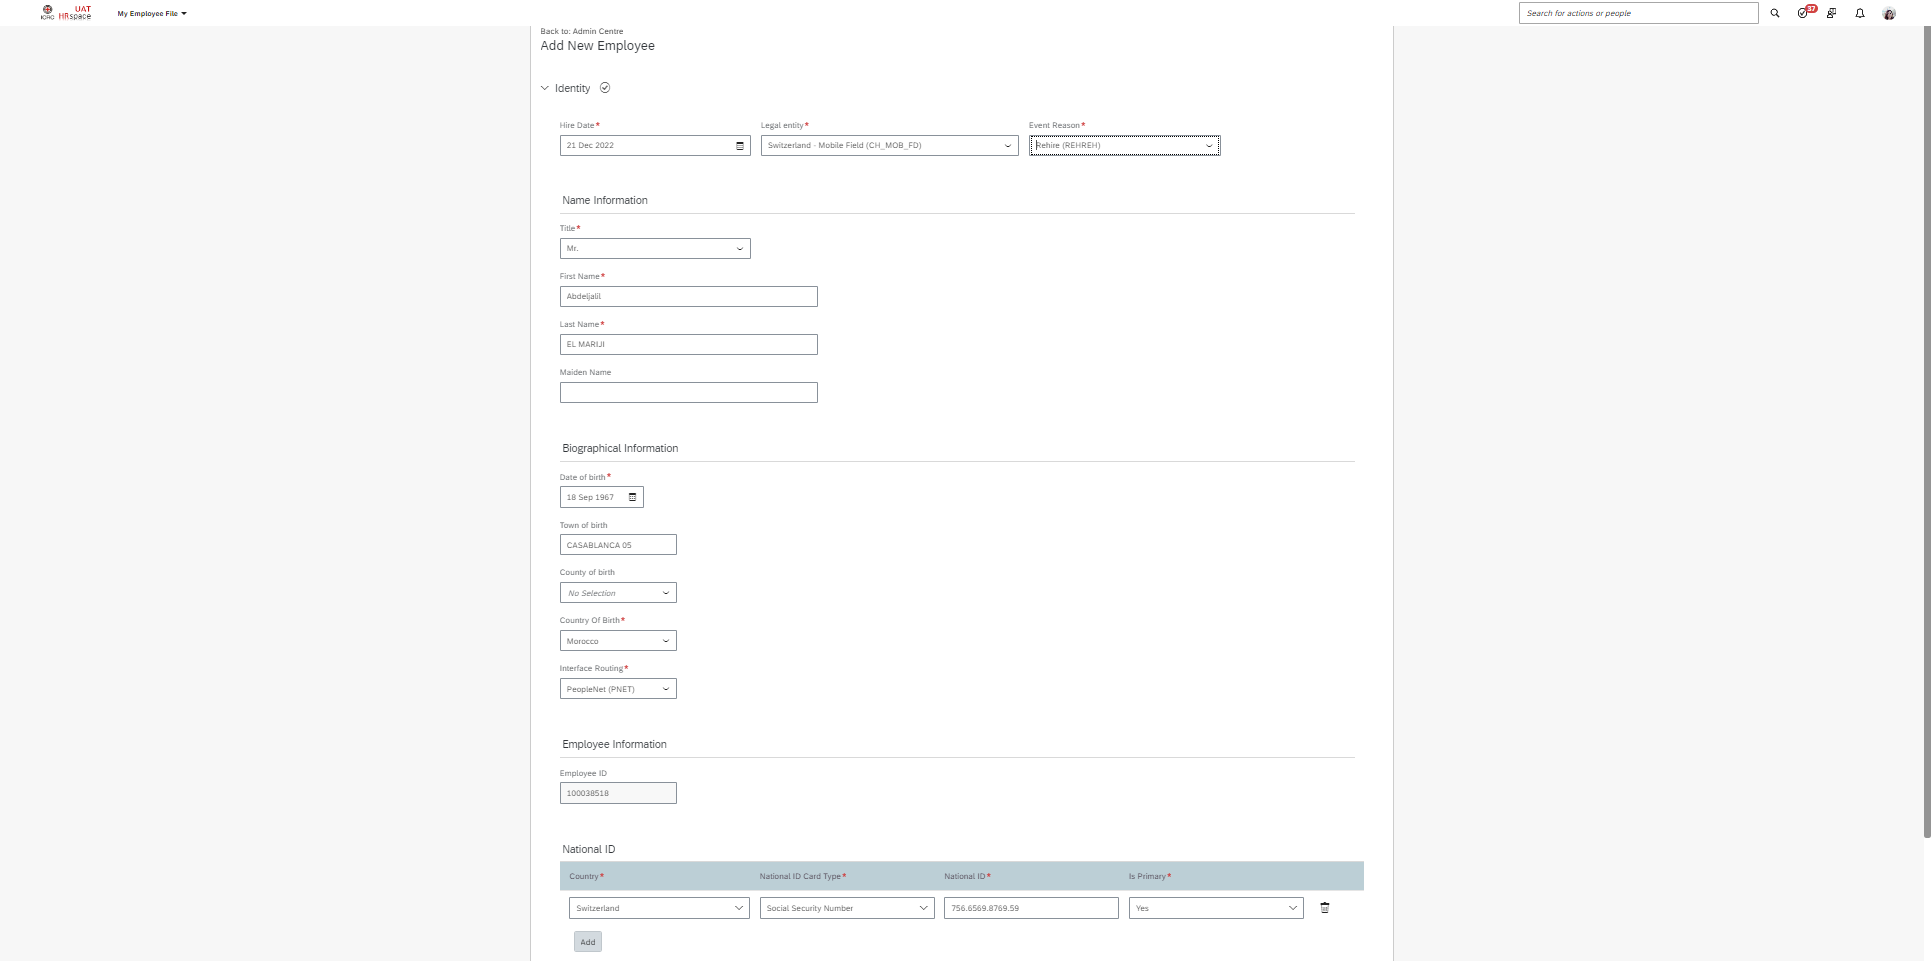 ICRC
UAT
HRspace
My Employee File
Search for actions or people
37
Back to: Admin Centre
Add New Employee
Identity
Hire Date* Legal entity* Event Reason*
21 Dec 2022 Switzerland - Mobile Field (CH_MOB_FD) Rehire (REHREH)
Name Information
Title*
Mr.
First Name*
Abdeljalil
Last Name*
EL MARIJI
Maiden Name
Biographical Information
Date of birth*
18 Sep 1967
Town of birth
CASABLANCA 05
County of birth
No Selection
Country Of Birth*
Morocco
Interface Routing*
PeopleNet (PNET)
Employee Information
Employee ID
100038518
National ID
Country* National ID Card Type* National ID* Is Primary*
Switzerland Social Security Number 756.6569.8769.59 Yes
Add